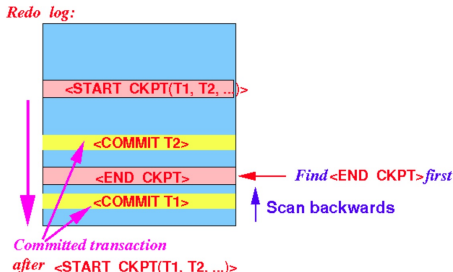 Redo log:
<START CKPT(T1, T2, ...)>
<COMMIT T2>
<END CKPT>
Find <END CKPT> first
<COMMIT T1>
Scan backwards
Committed transaction
after <START CKPT(T1, T2, ...)>